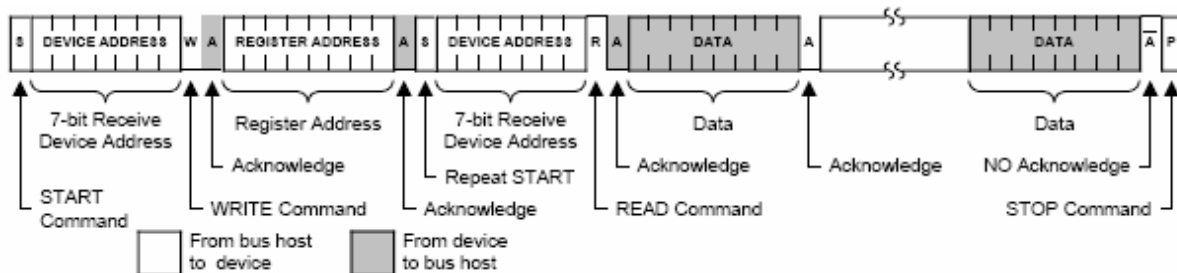 S DEVICE ADDRESS W A REGISTER ADDRESS A S DEVICE ADDRESS R A DATA A DATA A P
7-bit Receive
Device Address
Register Address
7-bit Receive
Device Address
Data
Data
Acknowledge
Repeat START
Acknowledge
Acknowledge
NO Acknowledge
START
Command
WRITE Command
Acknowledge
READ Command
STOP Command
From bus host
to device
From device
to bus host